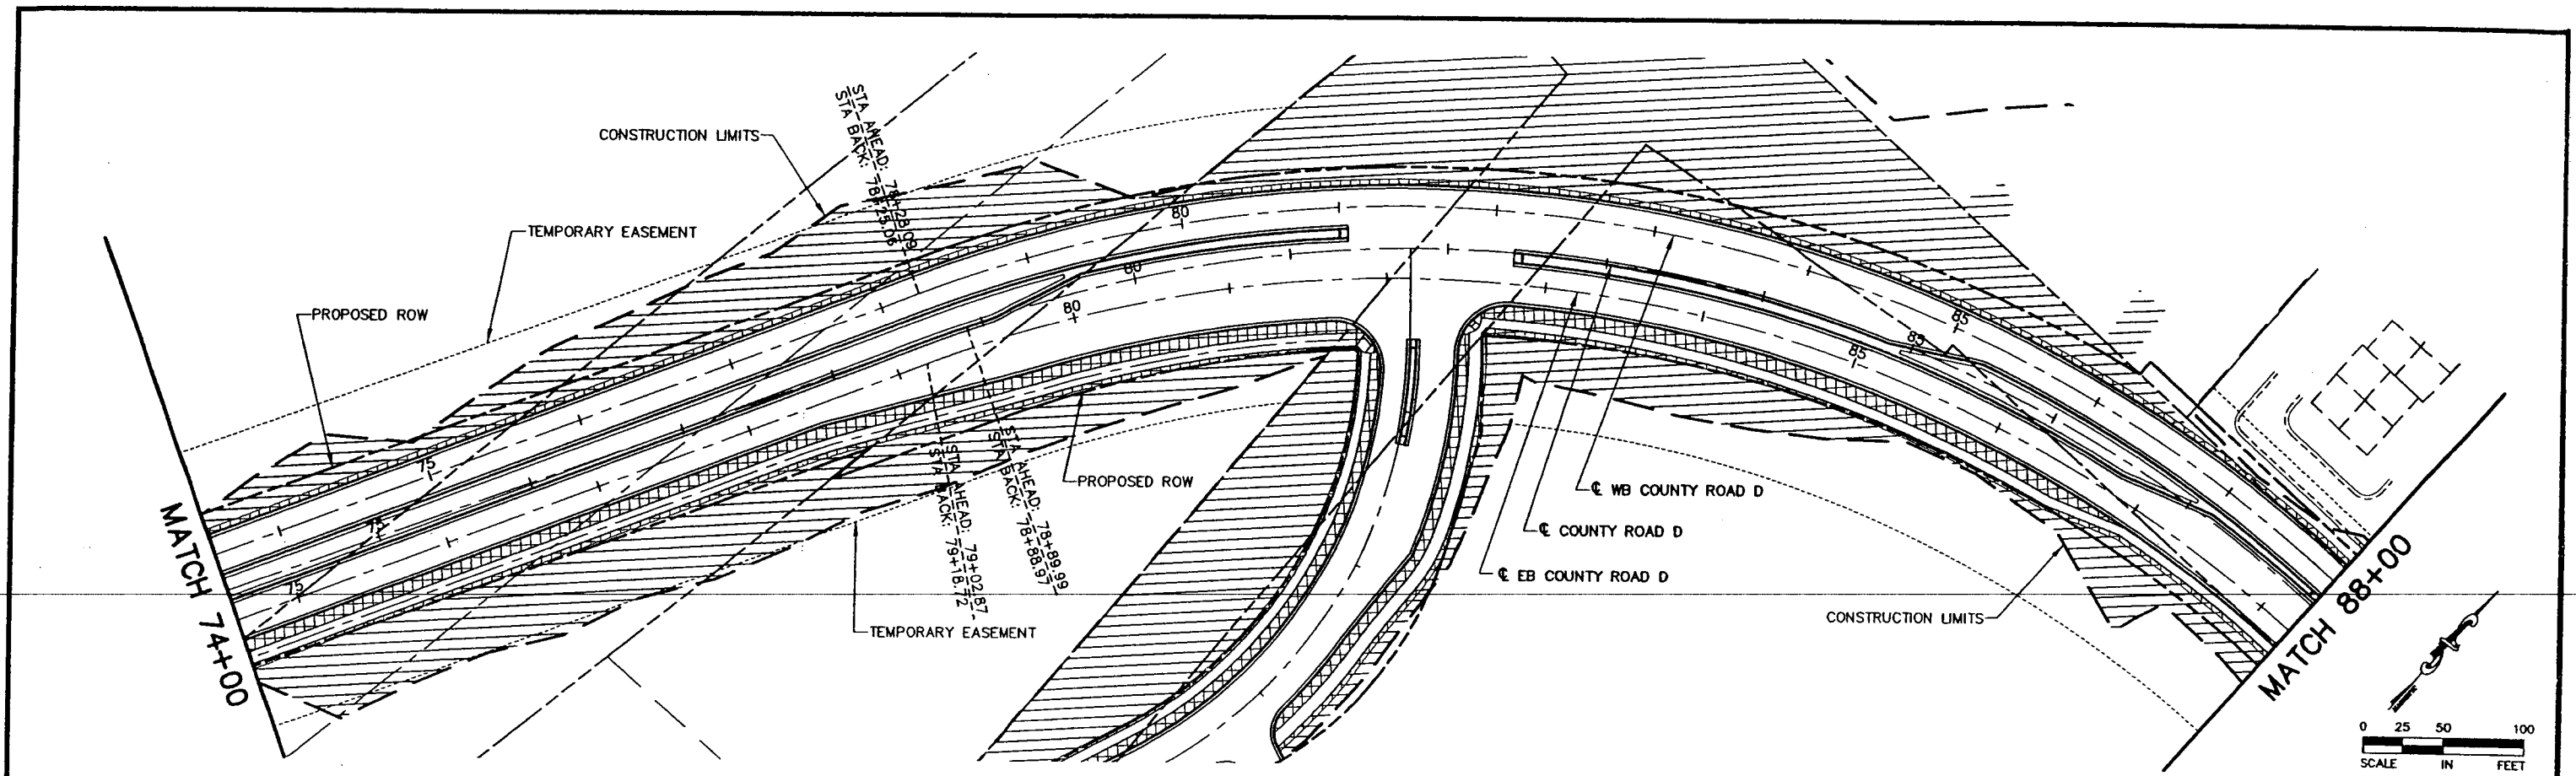 CONSTRUCTION LIMITS
STA AHEAD: 78+28.09
STA BACK: 78+25.06
TEMPORARY EASEMENT
PROPOSED ROW
80
80
80
75
75
75
85
85
85
MATCH 74+00
STA AHEAD: 78+89.99
STA BACK: 78+88.97
STA AHEAD: 79+02.87
STA BACK: 79+18.72
PROPOSED ROW
TEMPORARY EASEMENT
℄ WB COUNTY ROAD D
℄ COUNTY ROAD D
℄ EB COUNTY ROAD D
CONSTRUCTION LIMITS
MATCH 88+00
0 25 50 100
SCALE IN FEET